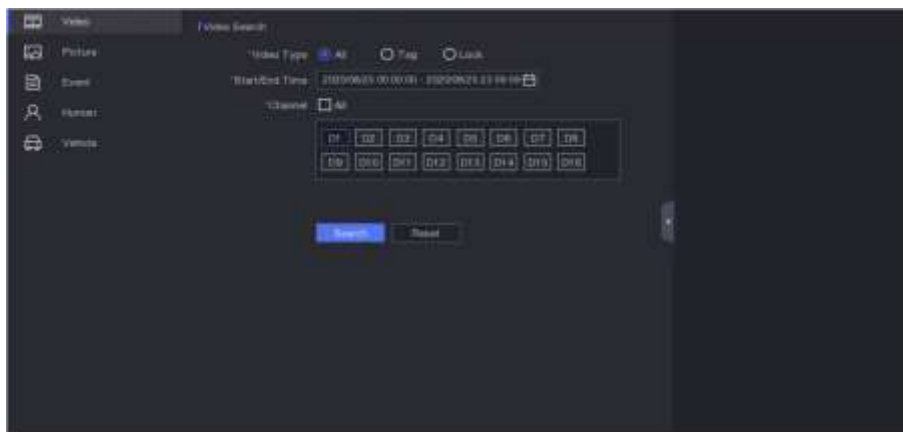 Video
Picture
Event
Human
Vehicle
Video Search
*Video Type All Tag Lock
*Start/End Time
*Channel All
D1 D2 D3 D4 D5 D6 D7 D8
D9 D10 D11 D12 D13 D14 D15 D16
Search Reset